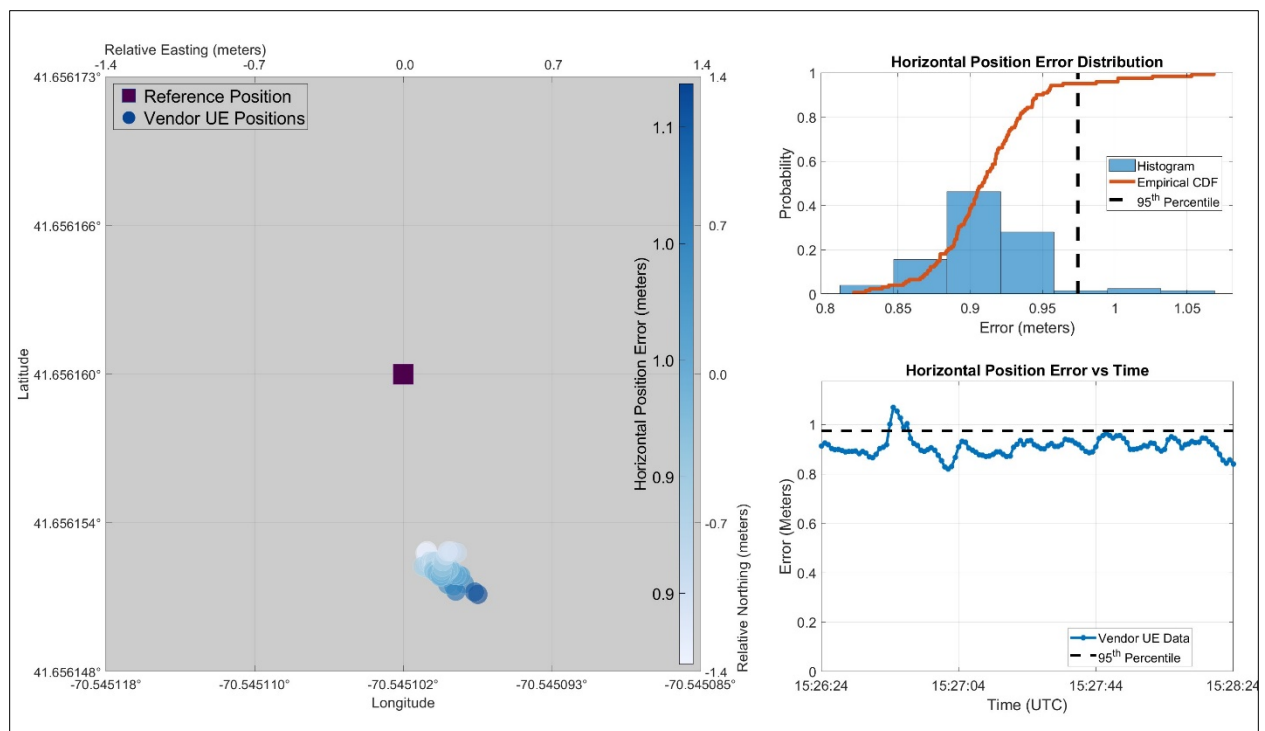 Relative Easting (meters)
-1.4 -0.7 0.0 0.7 1.4
41.656173°
41.656166°
41.656160°
41.656154°
41.656148°
Latitude
Reference Position
Vendor UE Positions
Horizontal Position Error (meters)
1.1
1.0
1.0
0.9
0.9
1.4
0.7
0.0
-0.7
-1.4
Relative Northing (meters)
-70.545118° -70.545110° -70.545102° -70.545093° -70.545085°
Longitude
Horizontal Position Error Distribution
Probability
1
0.8
0.6
0.4
0.2
0
Histogram
Empirical CDF
95th Percentile
0.8 0.85 0.9 0.95 1 1.05
Error (meters)
Horizontal Position Error vs Time
Error (Meters)
1
0.8
0.6
0.4
0.2
0
Vendor UE Data
95th Percentile
15:26:24 15:27:04 15:27:44 15:28:24
Time (UTC)